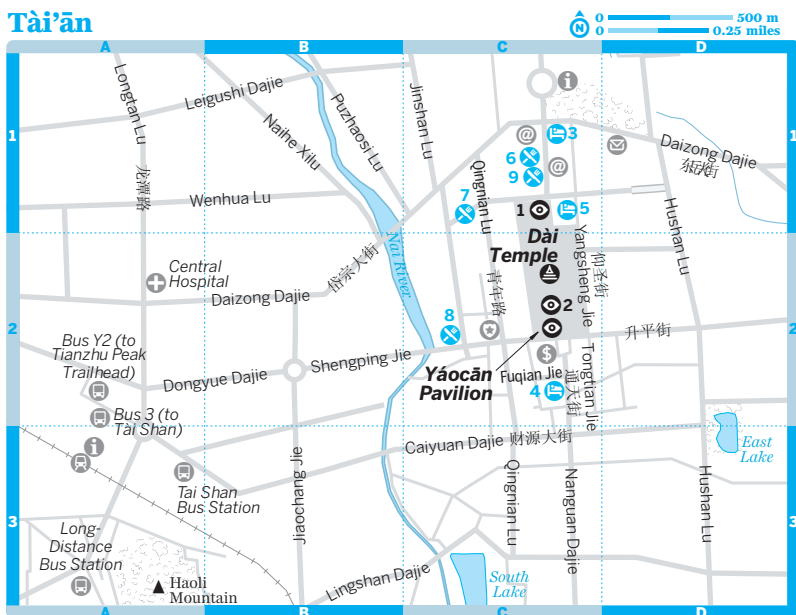 Tài'ān
0 500 m
N
0 0.25 miles
A B C D
1
1
2
2
3
3
A B C D
Longtan Lu
龙潭路
Leigushi Dajie
Naihe Xilu
Puzhaosi Lu
Jinshan Lu
i
@
3
6
@
9
Daizong Dajie
Wenhua Lu
7
Qingnian Lu
1
5
Hushan Lu
Nai River
岱宗大街
Dài
Temple
Yangsheng Jie
仰圣街
Central
Hospital
Daizong Dajie
青年路
2
8
升平街
Bus Y2 (to
Tianzhu Peak
Trailhead)
Shengping Jie
Dongyue Dajie
$
Yáocān
Pavilion
Fuqian Jie
4
通天街
Tongtian Jie
Bus 3 (to
Tài Shan)
i
Caiyuan Dajie 财源大街
East
Lake
Tai Shan
Bus Station
Jiaochang Jie
Qingnian Lu
Nanguan Dajie
Hushan Lu
Long-
Distance
Bus Station
Haoli
Mountain
Lingshan Dajie
South
Lake